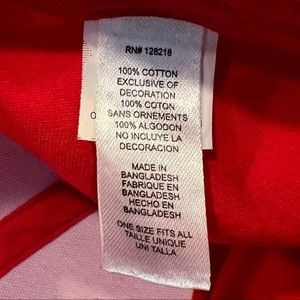 RN# 128218
100% COTTON
EXCLUSIVE OF
DECORATION
100% COTON
SANS ORNEMENTS
100% ALGODON
NO INCLUYE LA
DECORACION
MADE IN
BANGLADESH
FABRIQUE EN
BANGLADESH
HECHO EN
BANGLADESH
ONE SIZE FITS ALL
TAILLE UNIQUE
UNI TALLA